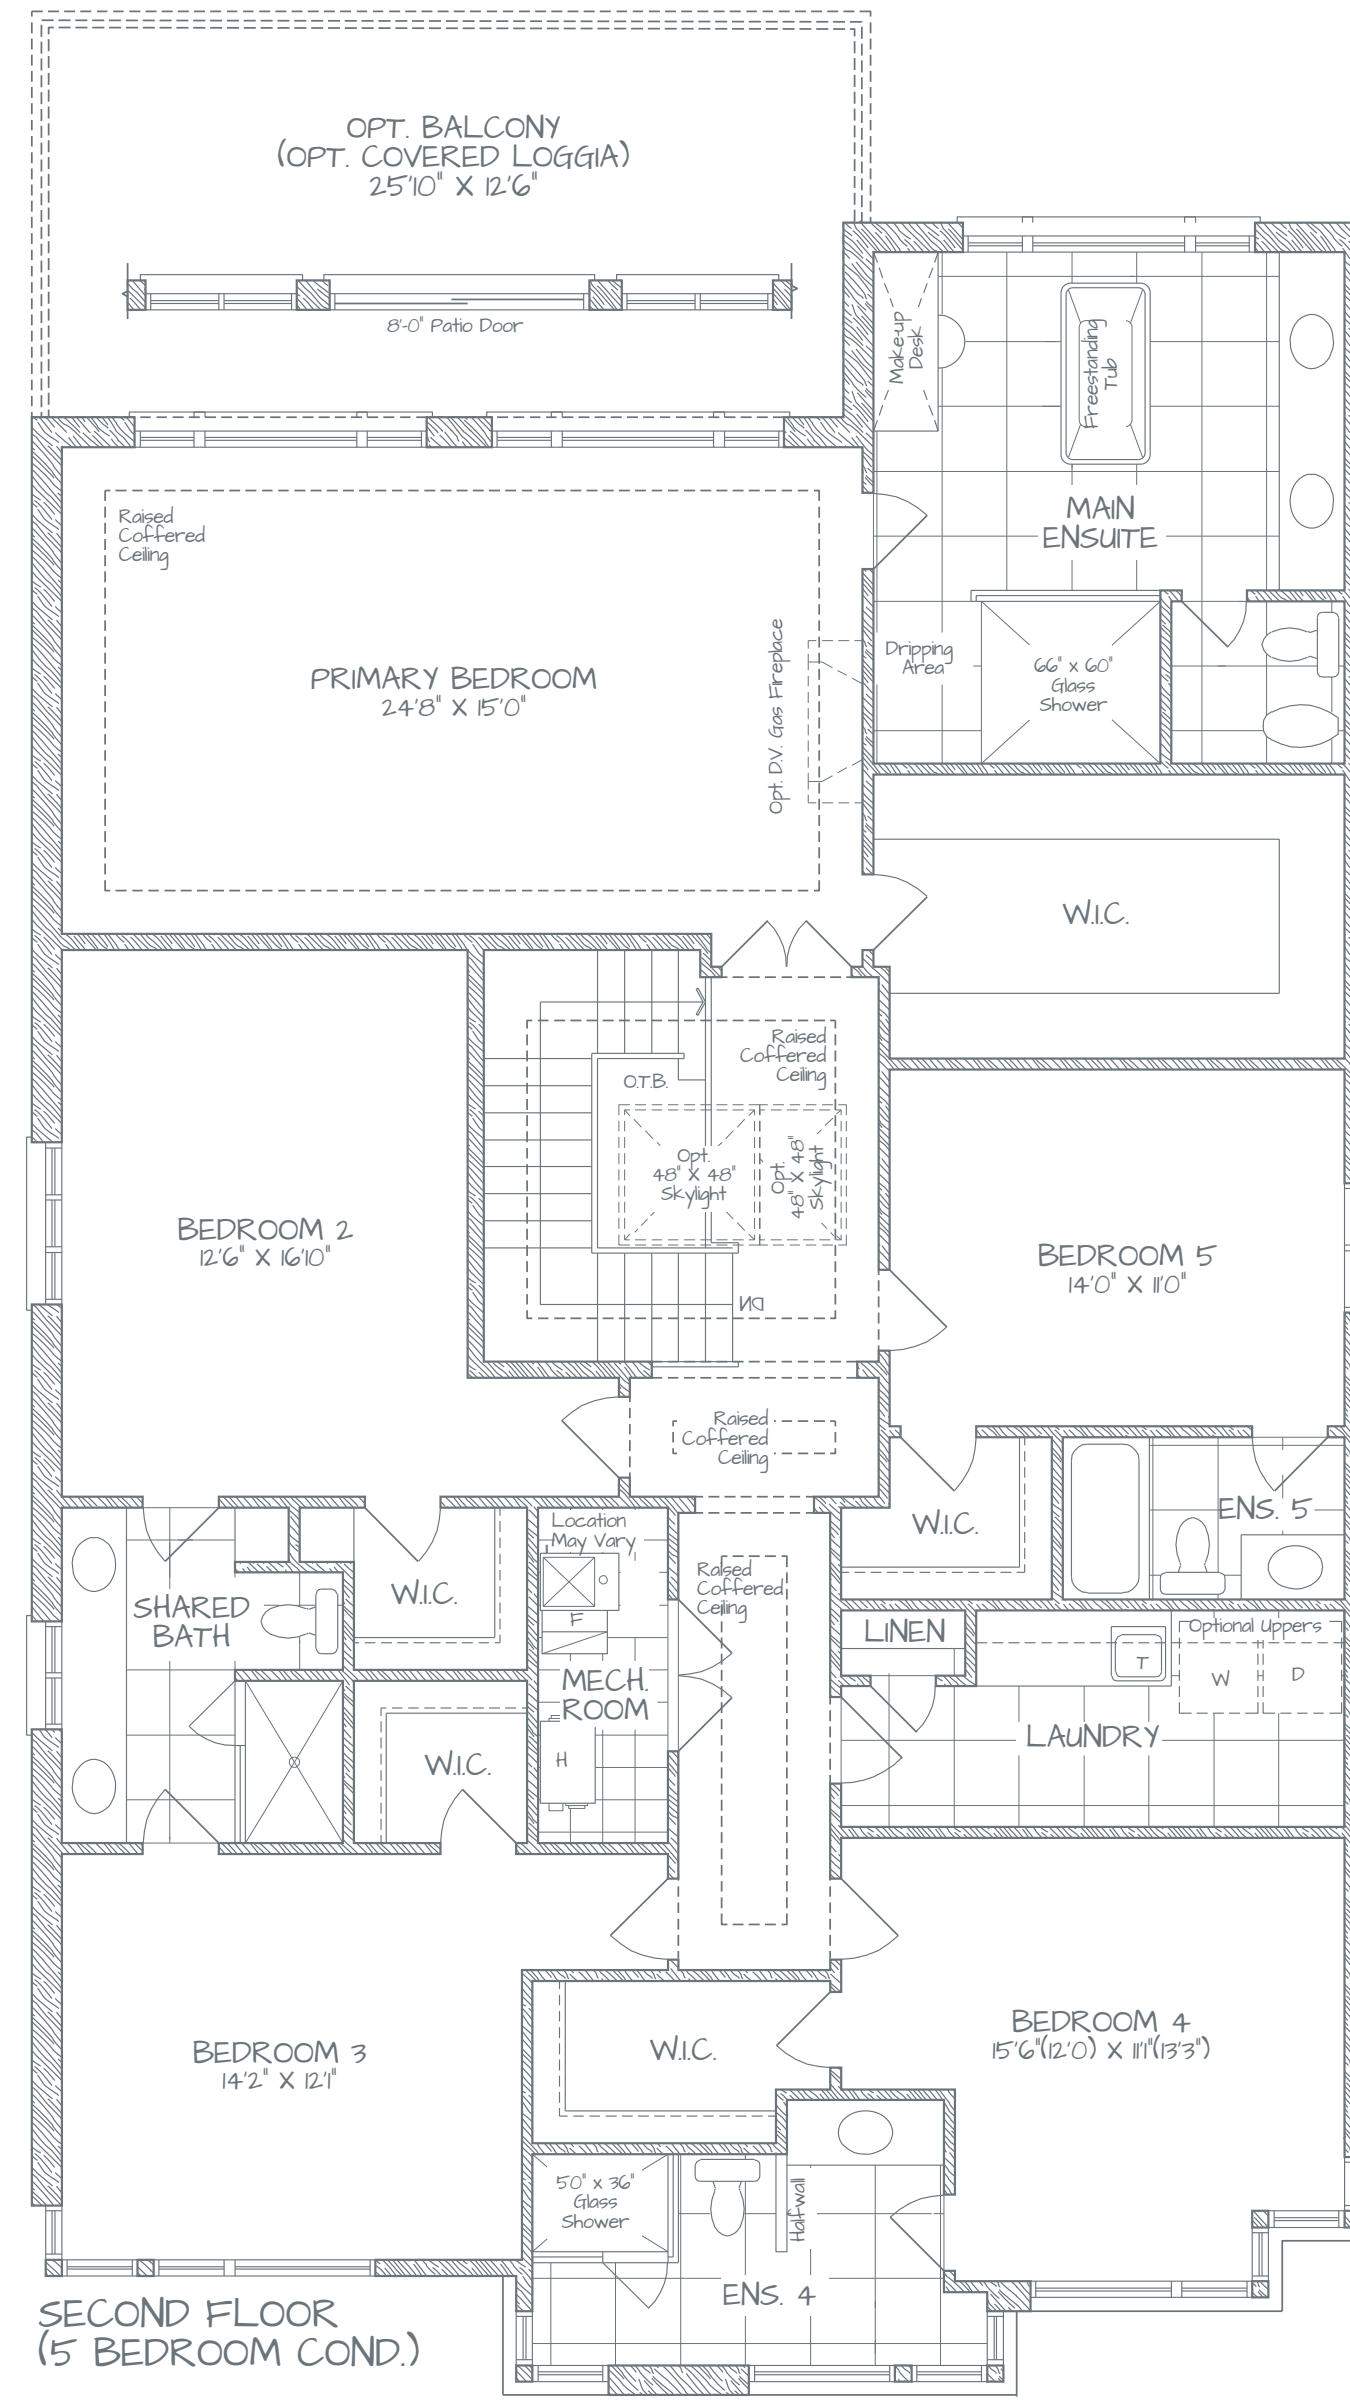 OPT. BALCONY
(OPT. COVERED LOGGIA)
25'10" X 12'6"
8'-0" Patio Door
Make-up
Desk
Freestanding
Tub
MAIN
ENSUITE
Raised
Coffered
Ceiling
PRIMARY BEDROOM
24'8" X 15'0"
Opt. D.V. Gas Fireplace
Dripping
Area
66" x 60"
Glass
Shower
W.I.C.
Raised
Coffered
Ceiling
O.T.B.
Opt.
48" X 48"
Skylight
Opt.
48" X 48"
Skylight
DN
BEDROOM 2
12'6" X 16'10"
BEDROOM 5
14'0" X 11'0"
Raised
Coffered
Ceiling
W.I.C.
ENS. 5
Location
May Vary
F
W.I.C.
SHARED
BATH
Raised
Coffered
Ceiling
LINEN
Optional Uppers
T
W
D
MECH.
ROOM
H
LAUNDRY
W.I.C.
BEDROOM 3
14'2" X 12'1"
W.I.C.
BEDROOM 4
15'6"(12'0) X 11'1"(13'3")
50" x 36"
Glass
Shower
Halfwall
ENS. 4
SECOND FLOOR
(5 BEDROOM COND.)